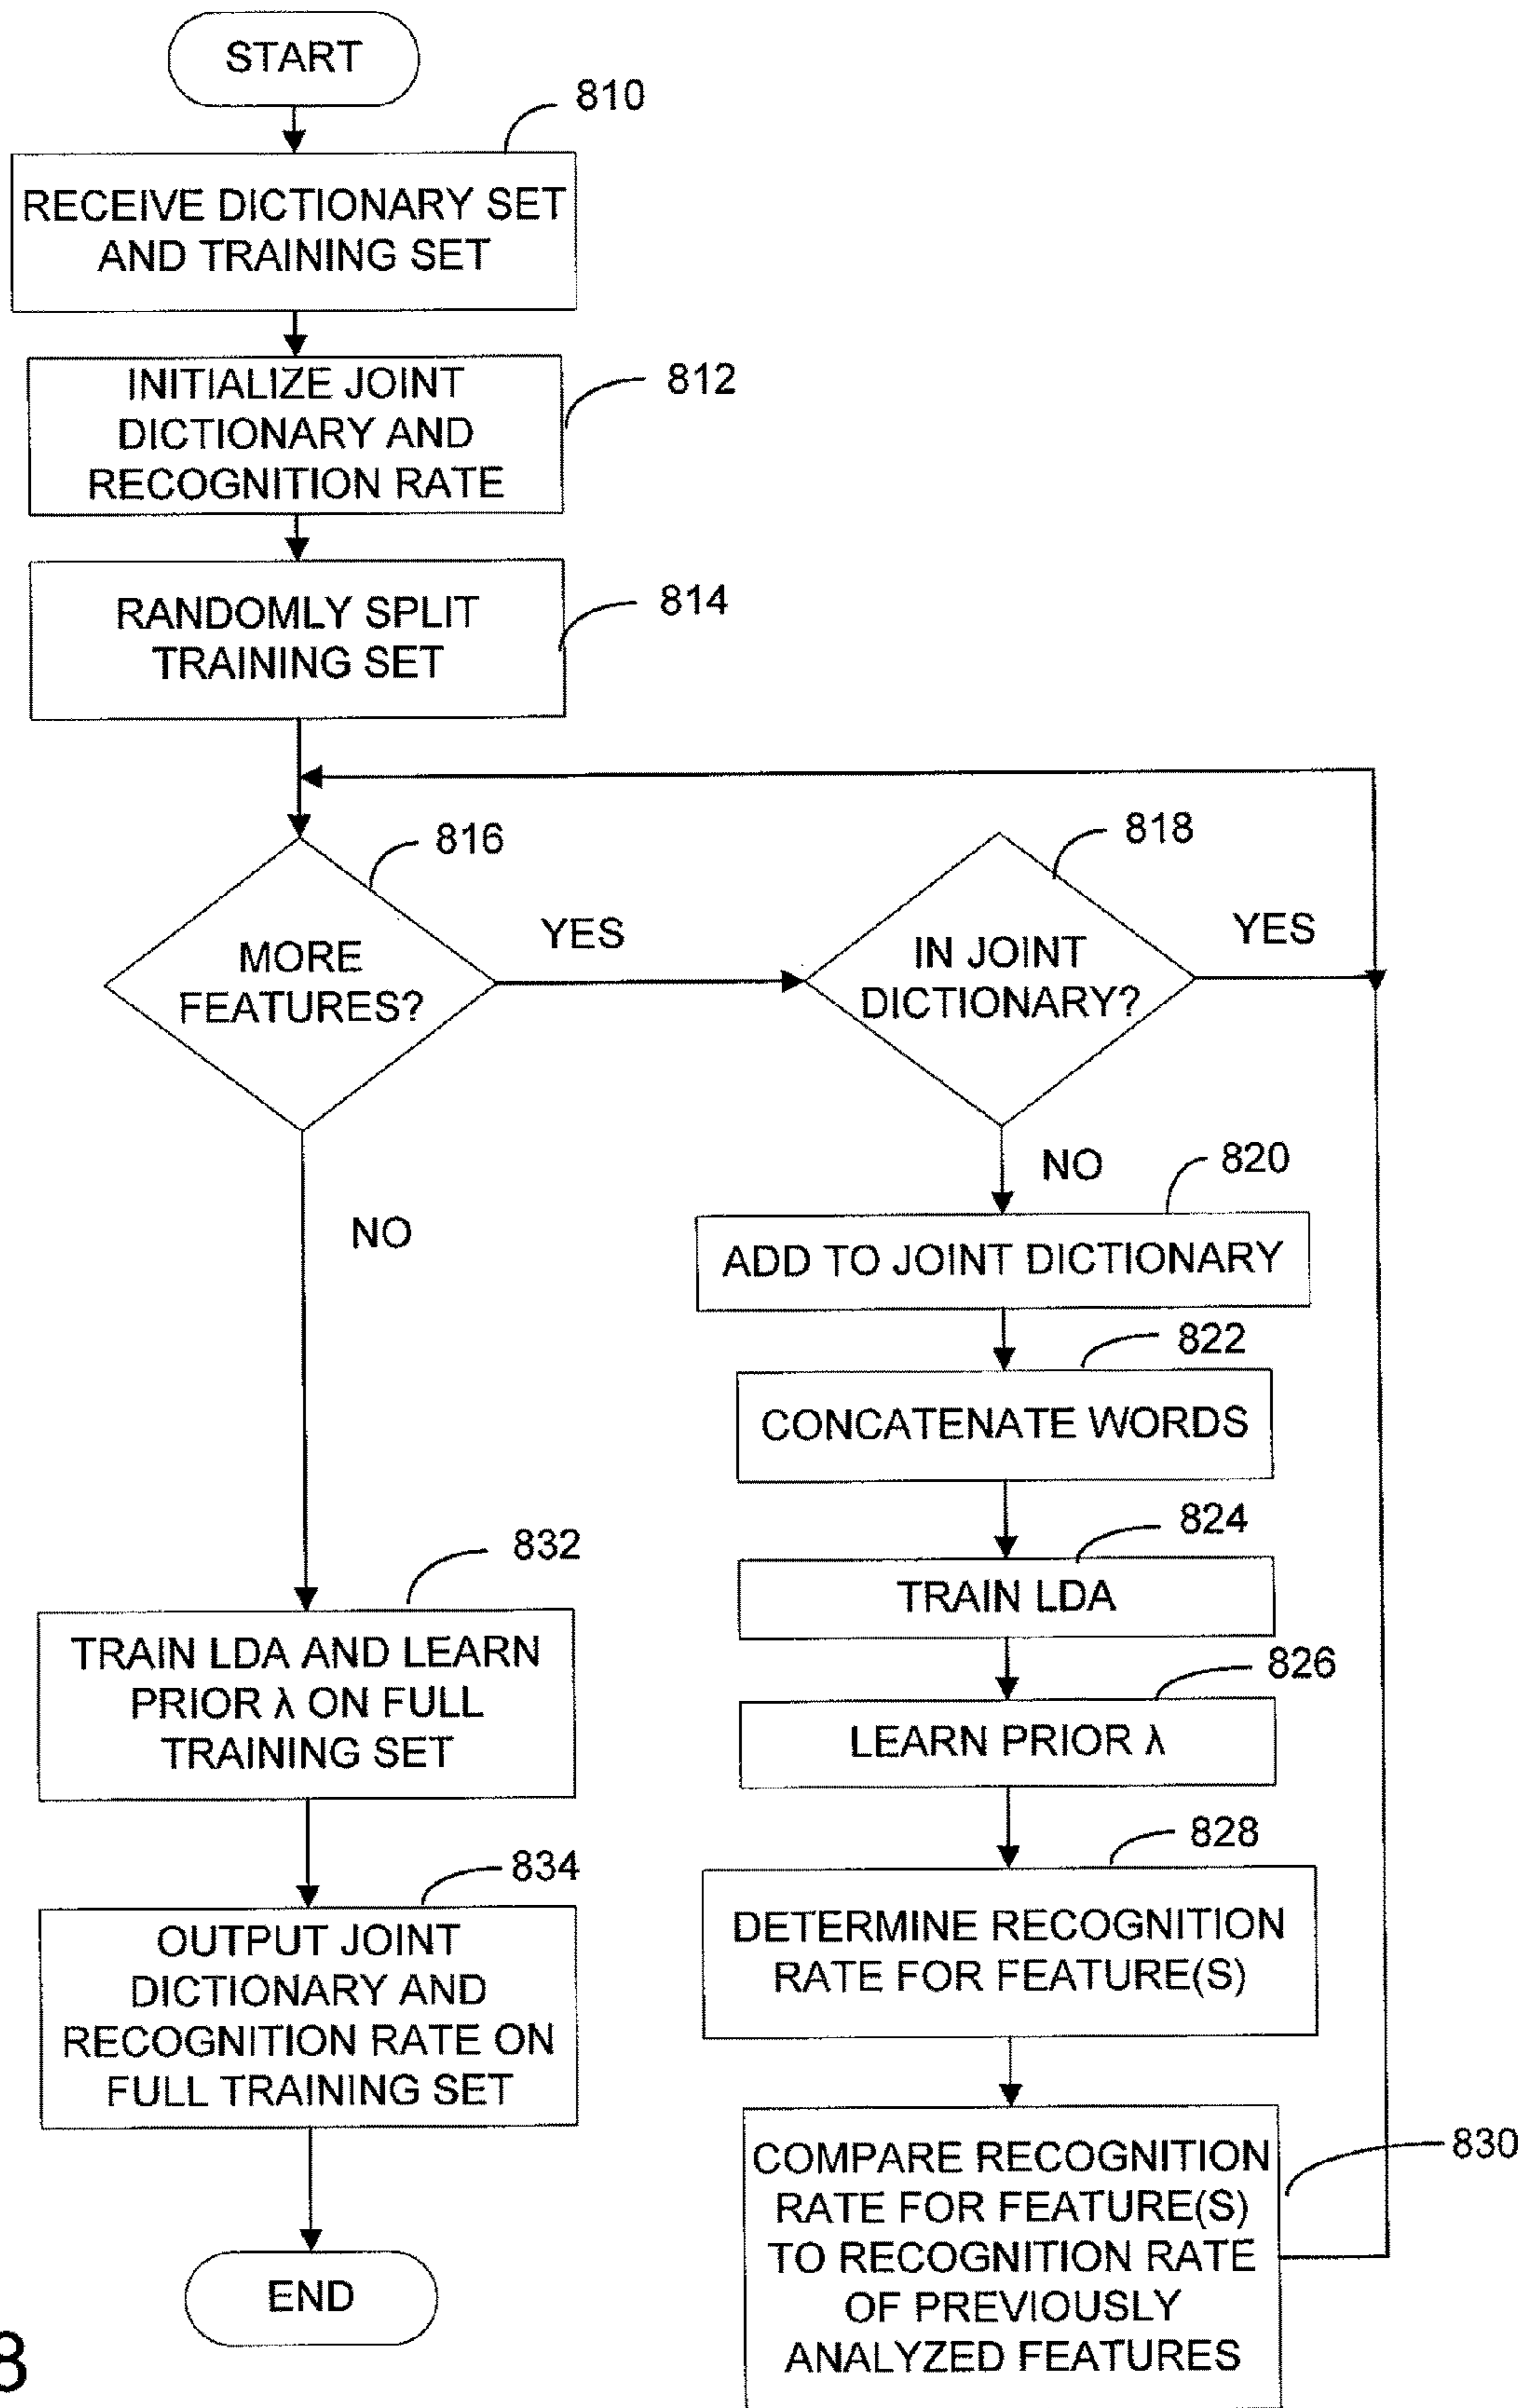 START
810
RECEIVE DICTIONARY SET
AND TRAINING SET
INITIALIZE JOINT
DICTIONARY AND
RECOGNITION RATE
812
RANDOMLY SPLIT
TRAINING SET
814
816
MORE
FEATURES?
YES
818
IN JOINT
DICTIONARY?
YES
NO
NO
820
ADD TO JOINT DICTIONARY
822
CONCATENATE WORDS
824
TRAIN LDA
826
LEARN PRIOR λ
828
DETERMINE RECOGNITION
RATE FOR FEATURE(S)
830
COMPARE RECOGNITION
RATE FOR FEATURE(S)
TO RECOGNITION RATE
OF PREVIOUSLY
ANALYZED FEATURES
832
TRAIN LDA AND LEARN
PRIOR λ ON FULL
TRAINING SET
834
OUTPUT JOINT
DICTIONARY AND
RECOGNITION RATE ON
FULL TRAINING SET
END
8